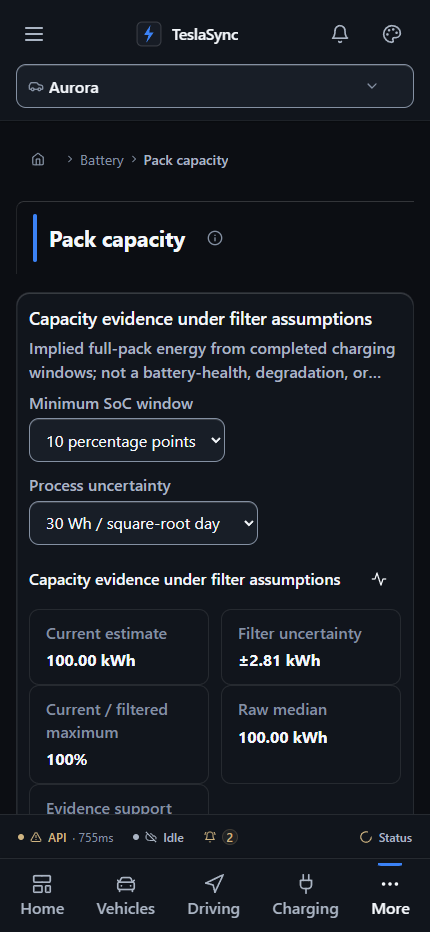 TeslaSync
Aurora
Battery
Pack capacity
Pack capacity
Capacity evidence under filter assumptions
Implied full-pack energy from completed charging
windows; not a battery-health, degradation, or...
Minimum SoC window
10 percentage points
Process uncertainty
30 Wh / square-root day
Capacity evidence under filter assumptions
Current estimate
100.00 kWh
Filter uncertainty
±2.81 kWh
Current / filtered
maximum
100%
Raw median
100.00 kWh
Evidence support
API · 755ms
Idle
2
Status
Home
Vehicles
Driving
Charging
More